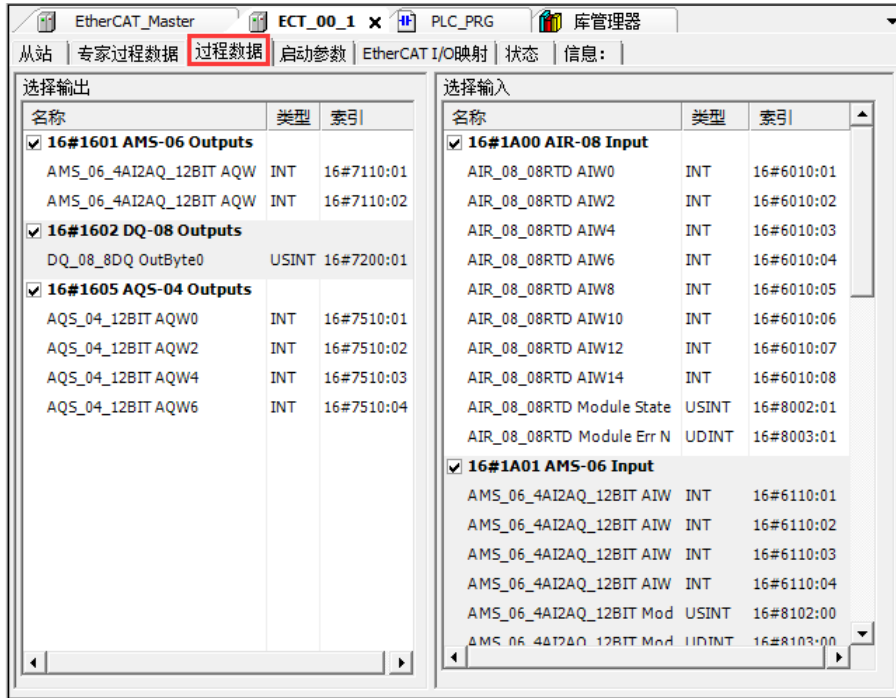 EtherCAT_Master ECT_00_1 x PLC_PRG 库管理器
从站 专家过程数据 过程数据 启动参数 EtherCAT I/O映射 状态 信息:
选择输出
名称 类型 索引
16#1601 AMS-06 Outputs
AMS_06_4AI2AQ_12BIT AQW INT 16#7110:01
AMS_06_4AI2AQ_12BIT AQW INT 16#7110:02
16#1602 DQ-08 Outputs
DQ_08_8DQ OutByte0 USINT 16#7200:01
16#1605 AQS-04 Outputs
AQS_04_12BIT AQW0 INT 16#7510:01
AQS_04_12BIT AQW2 INT 16#7510:02
AQS_04_12BIT AQW4 INT 16#7510:03
AQS_04_12BIT AQW6 INT 16#7510:04
选择输入
名称 类型 索引
16#1A00 AIR-08 Input
AIR_08_08RTD AIW0 INT 16#6010:01
AIR_08_08RTD AIW2 INT 16#6010:02
AIR_08_08RTD AIW4 INT 16#6010:03
AIR_08_08RTD AIW6 INT 16#6010:04
AIR_08_08RTD AIW8 INT 16#6010:05
AIR_08_08RTD AIW10 INT 16#6010:06
AIR_08_08RTD AIW12 INT 16#6010:07
AIR_08_08RTD AIW14 INT 16#6010:08
AIR_08_08RTD Module State USINT 16#8002:01
AIR_08_08RTD Module Err N UDINT 16#8003:01
16#1A01 AMS-06 Input
AMS_06_4AI2AQ_12BIT AIW INT 16#6110:01
AMS_06_4AI2AQ_12BIT AIW INT 16#6110:02
AMS_06_4AI2AQ_12BIT AIW INT 16#6110:03
AMS_06_4AI2AQ_12BIT AIW INT 16#6110:04
AMS_06_4AI2AQ_12BIT Mod USINT 16#8102:00
AMS_06_4AI2AQ_12BIT Mod UDINT 16#8103:00